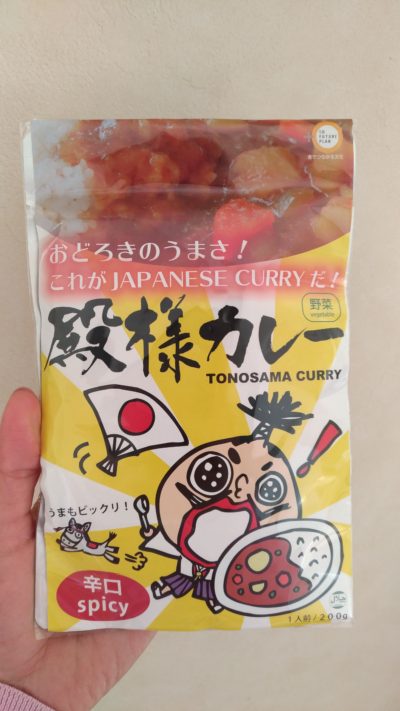 おどろきのうまさ！
これがJAPANESE CURRYだ！
野菜
vegetable
殿様カレー
TONOSAMA CURRY
うまもビックリ！
辛口
spicy
حلال
1人前/200g